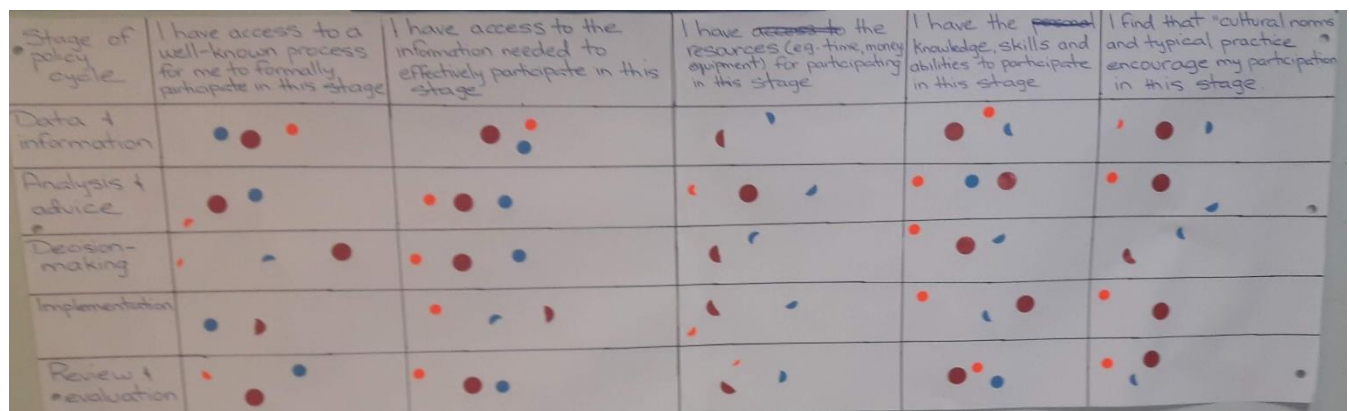 Stage of
policy
cycle
I have access to a
well-known process
for me to formally
participate in this stage
I have access to the
information needed to
effectively participate in this
stage
I have access to the
resources (eg. time, money
equipment) for participating
in this stage
I have the
knowledge, skills and
abilities to participate
in this stage
I find that "cultural norms
and typical practice
encourage my participation
in this stage.
Data +
information
Analysis +
advice
Decision-
making
Implementation
Review +
evaluation